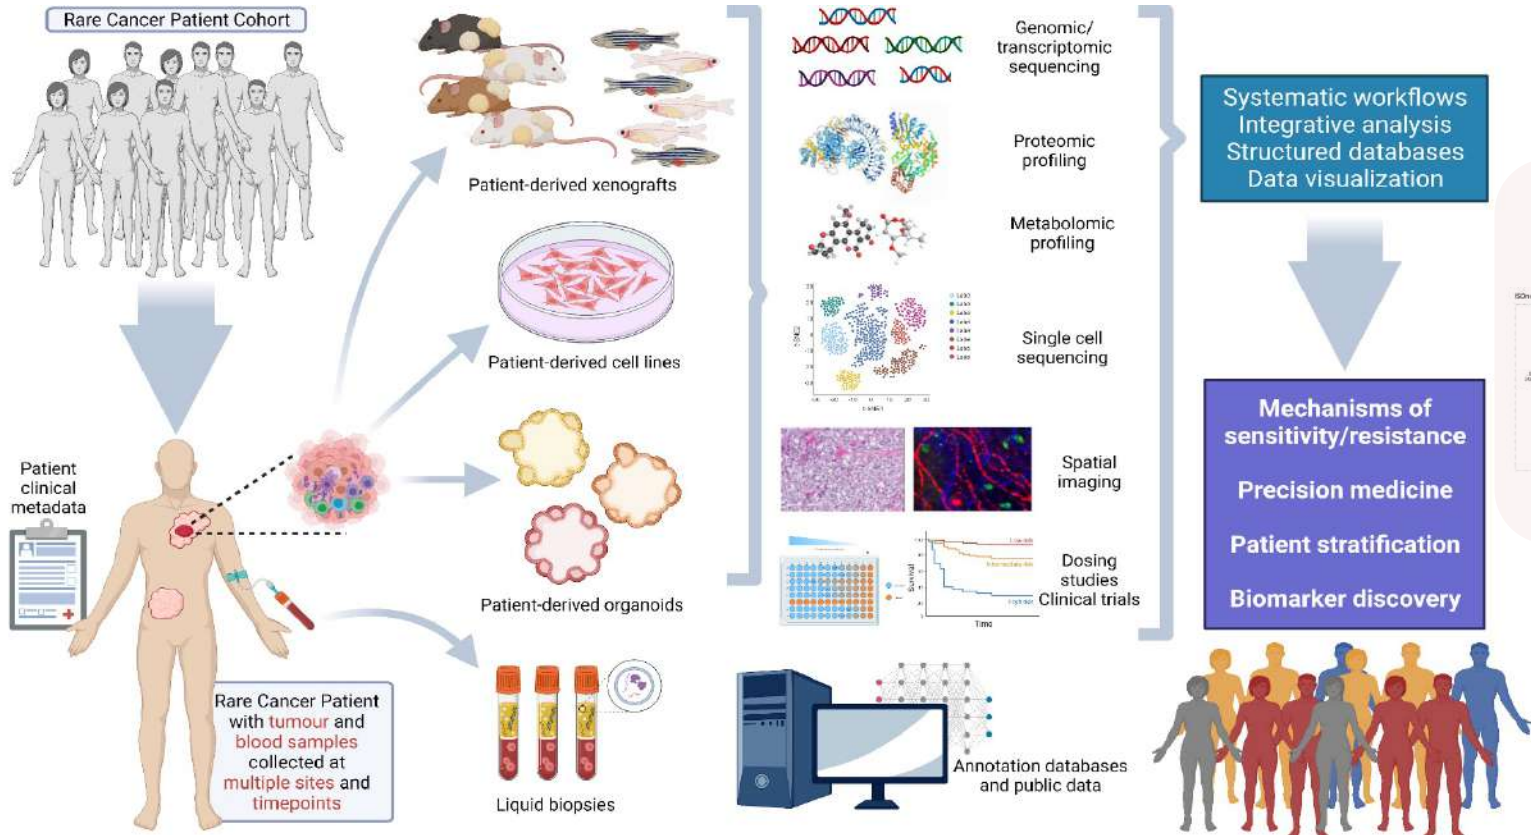 Rare Cancer Patient Cohort
Patient
clinical
metadata
Rare Cancer Patient
with tumour and
blood samples
collected at
multiple sites and
timepoints
Patient-derived xenografts
Patient-derived cell lines
Patient-derived organoids
Liquid biopsies
Genomic/
transcriptomic
sequencing
Proteomic
profiling
Metabolomic
profiling
Single cell
sequencing
Spatial
imaging
Dosing
studies
Clinical trials
Survival
Time
Annotation databases
and public data
Systematic workflows
Integrative analysis
Structured databases
Data visualization
Mechanisms of
sensitivity/resistance
Precision medicine
Patient stratification
Biomarker discovery